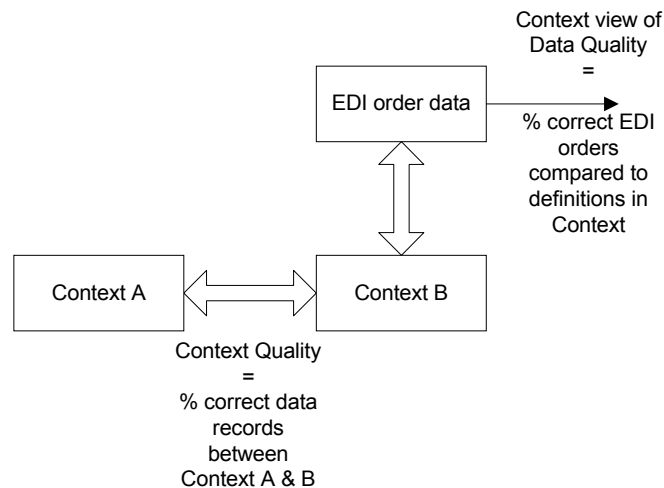 Context view of
Data Quality
=
% correct EDI
orders
compared to
definitions in
Context
EDI order data
Context A
Context B
Context Quality
=
% correct data
records
between
Context A & B